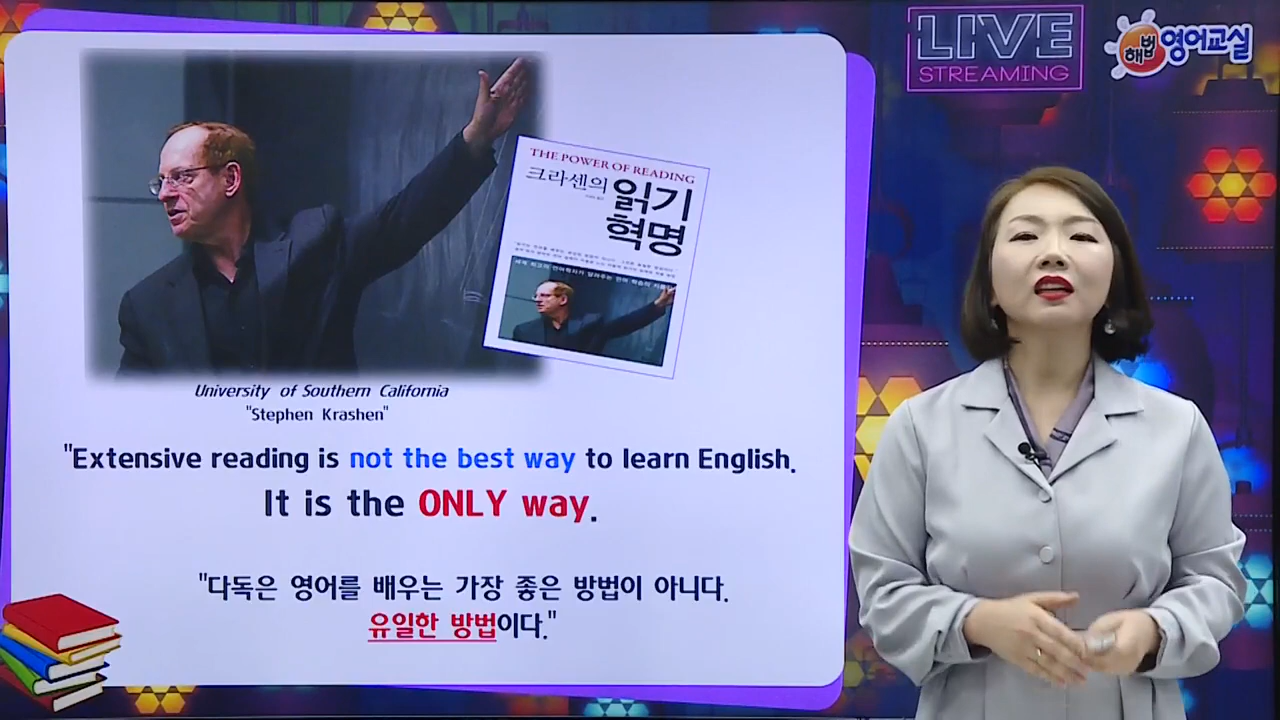 LIVE
STREAMING
해법영어교실
THE POWER OF READING
크라센의 읽기
혁명
University of Southern California
"Stephen Krashen"
"Extensive reading is not the best way to learn English.
It is the ONLY way.
"다독은 영어를 배우는 가장 좋은 방법이 아니다.
유일한 방법이다."